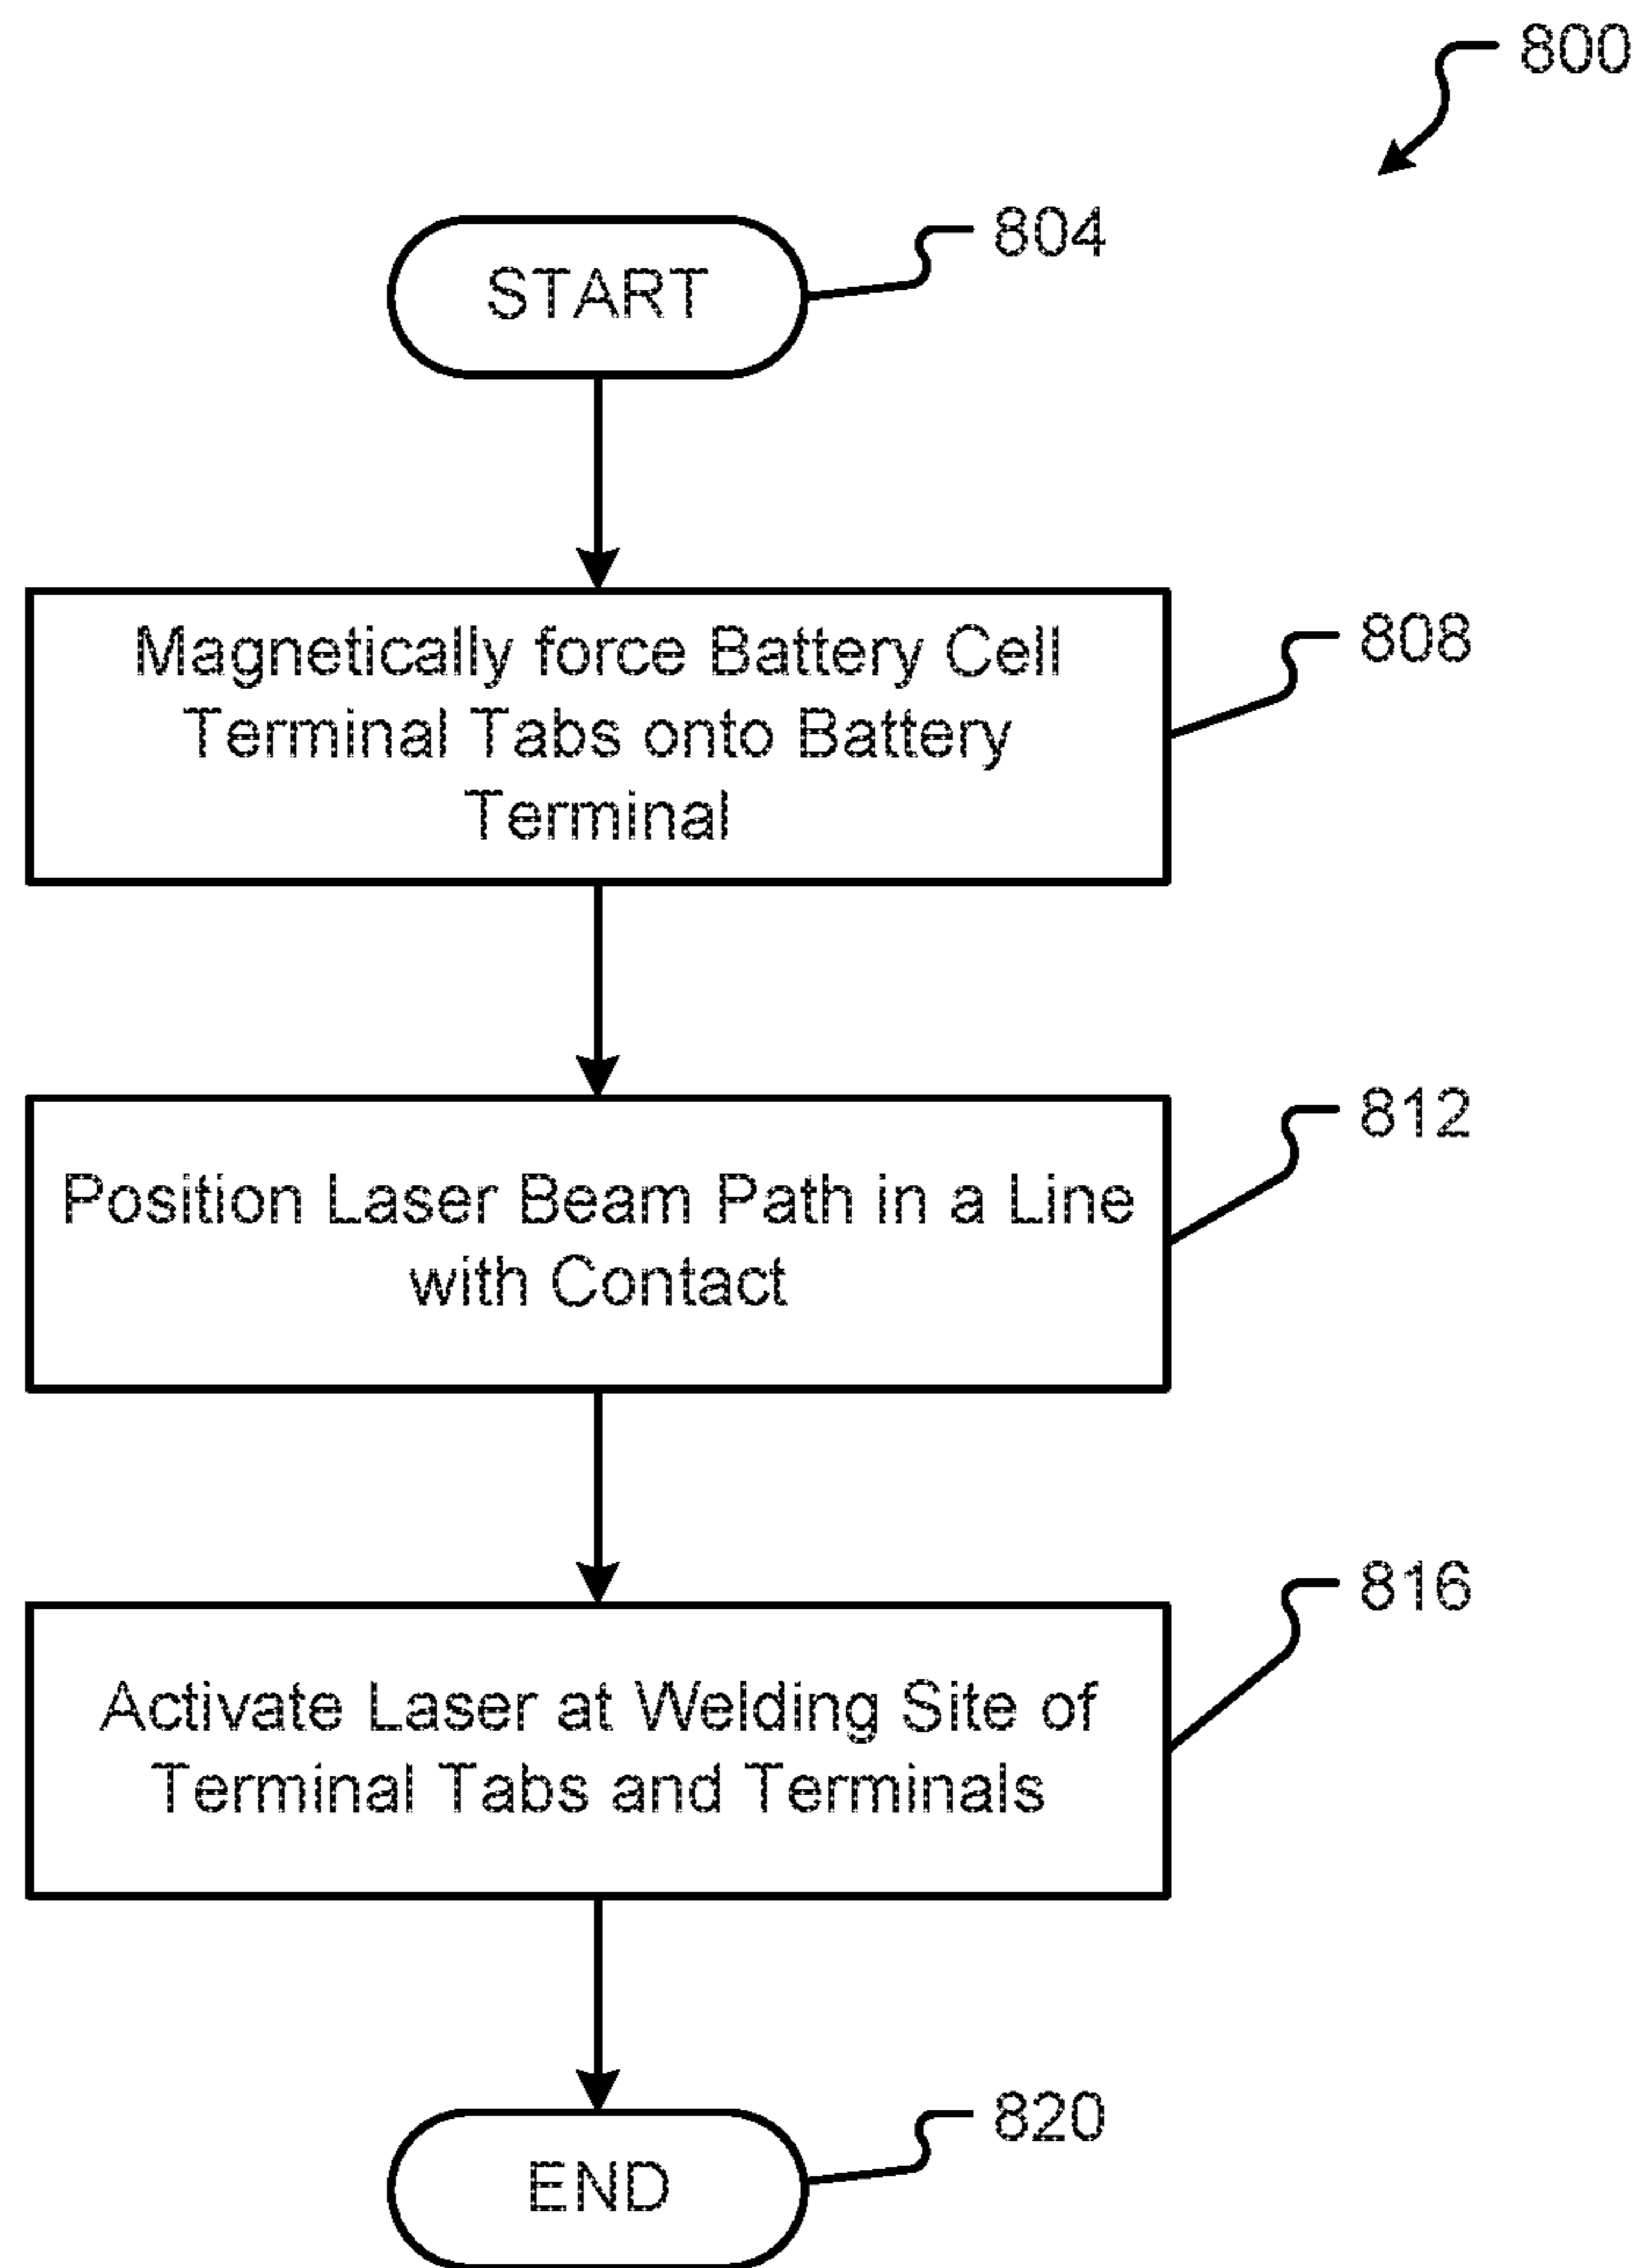 800
START
804
Magnetically force Battery Cell
Terminal Tabs onto Battery
Terminal
808
Position Laser Beam Path in a Line
with Contact
812
Activate Laser at Welding Site of
Terminal Tabs and Terminals
816
END
820